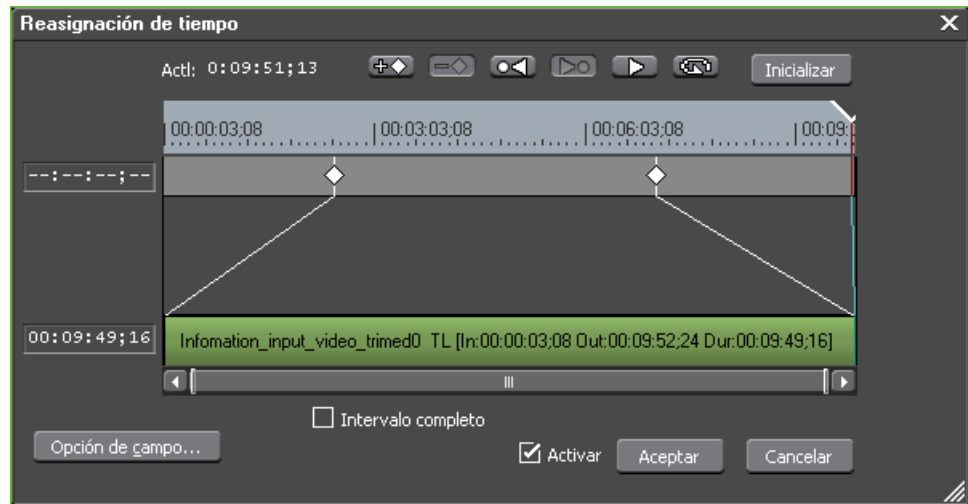 Reasignación de tiempo
Actl: 0:09:51;13
Inicializar
00:00:03;08 00:03:03;08 00:06:03;08 00:09:
--:--:--;--
00:09:49;16
Infomation_input_video_trimed0 TL [In:00:00:03;08 Out:00:09:52;24 Dur:00:09:49;16]
Intervalo completo
Opción de campo...
Activar
Aceptar
Cancelar